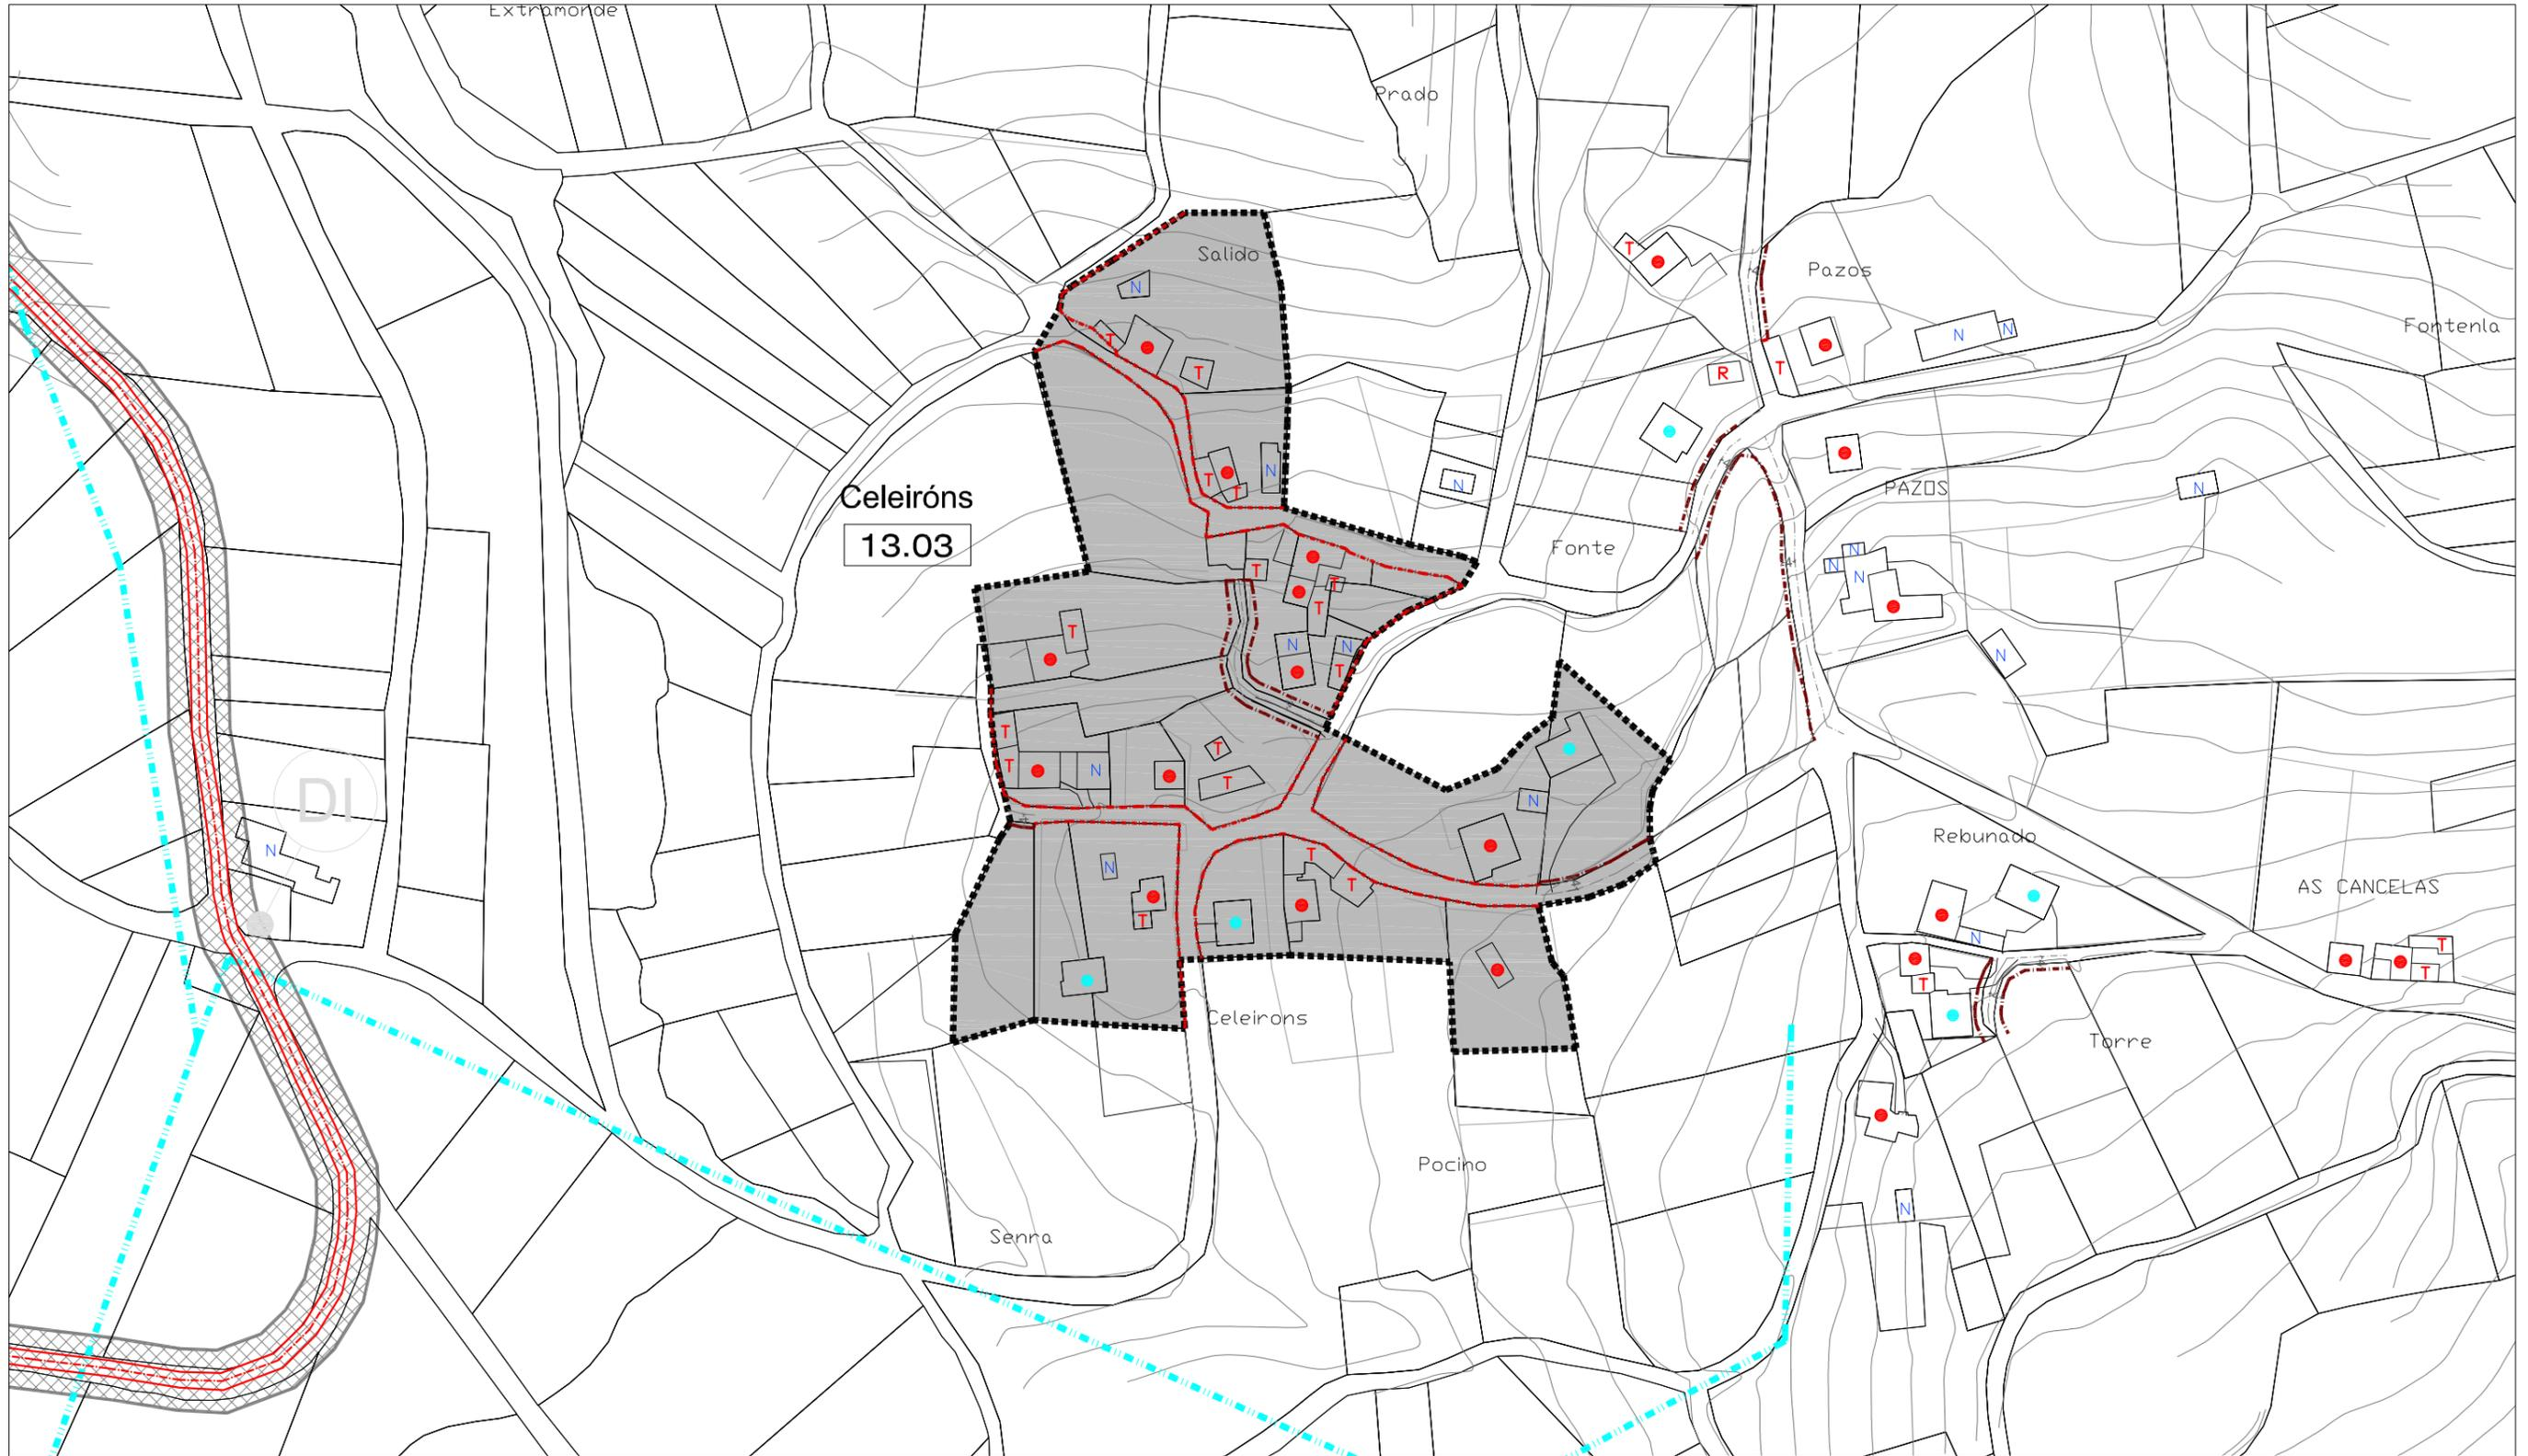 Extramonde
Prado
Salido
N
T
Pazos
T
N
N
Fontenla
T
T
R
T
Celeiróns
13.03
T
N
T
N
PAZOS
N
Fonte
T
T
T
N
N
N
T
N
N
T
N
T
T
T
N
T
T
DI
N
N
Rebunado
T
N
T
AS CANCELAS
T
N
T
T
T
Celeirons
Torre
Pocino
N
Senra